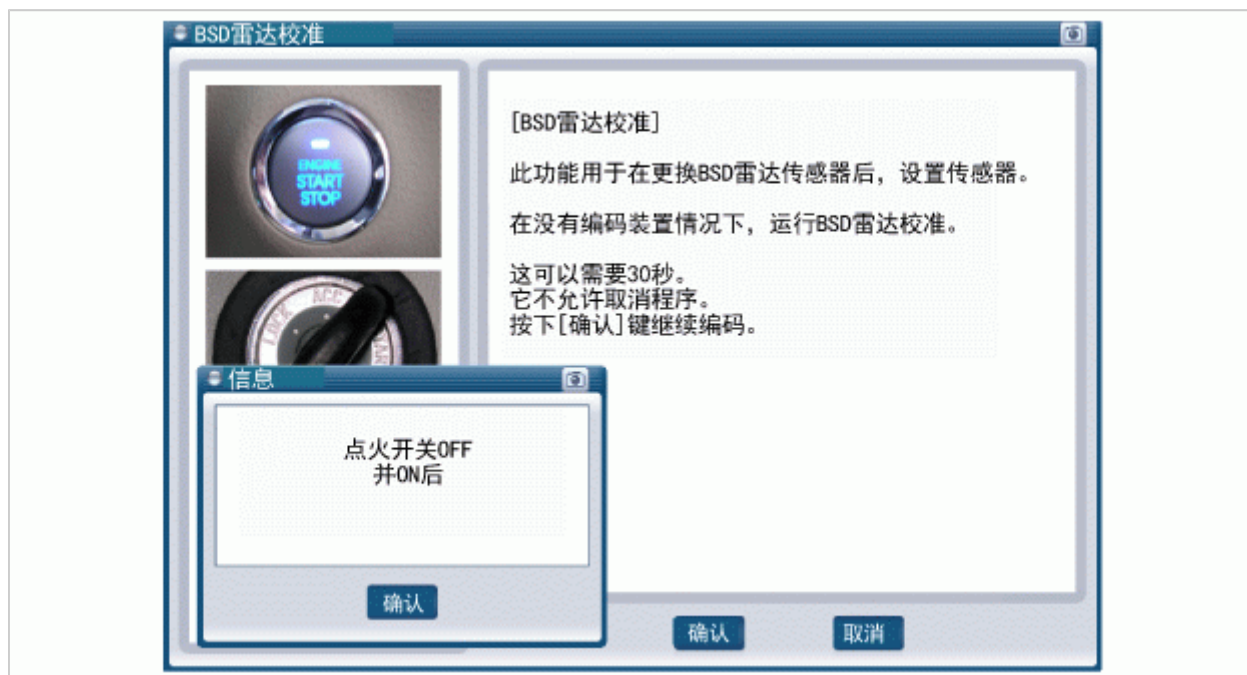 BSD雷达校准
ENGINE
START
STOP
LOCK
ACC
[BSD雷达校准]
此功能用于在更换BSD雷达传感器后，设置传感器。
在没有编码装置情况下，运行BSD雷达校准。
这可以需要30秒。
它不允许取消程序。
按下[确认]键继续编码。
信息
点火开关OFF
并ON后
确认
确认
取消